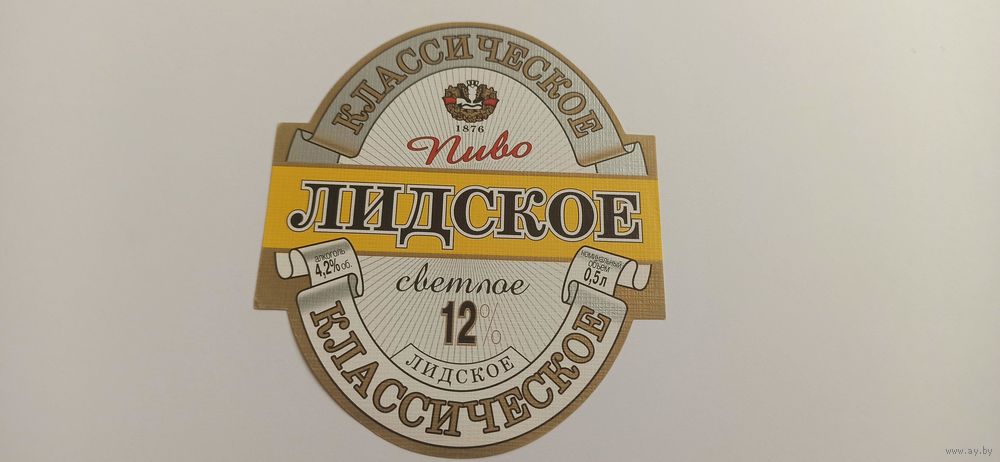 КЛАССИЧЕСКОЕ
1876
Пиво
ЛИДСКОЕ
алкоголь
4,2% об.
номинальный
объем
0,5 л
светлое
12%
ЛИДСКОЕ
КЛАССИЧЕСКОЕ
www.ay.by